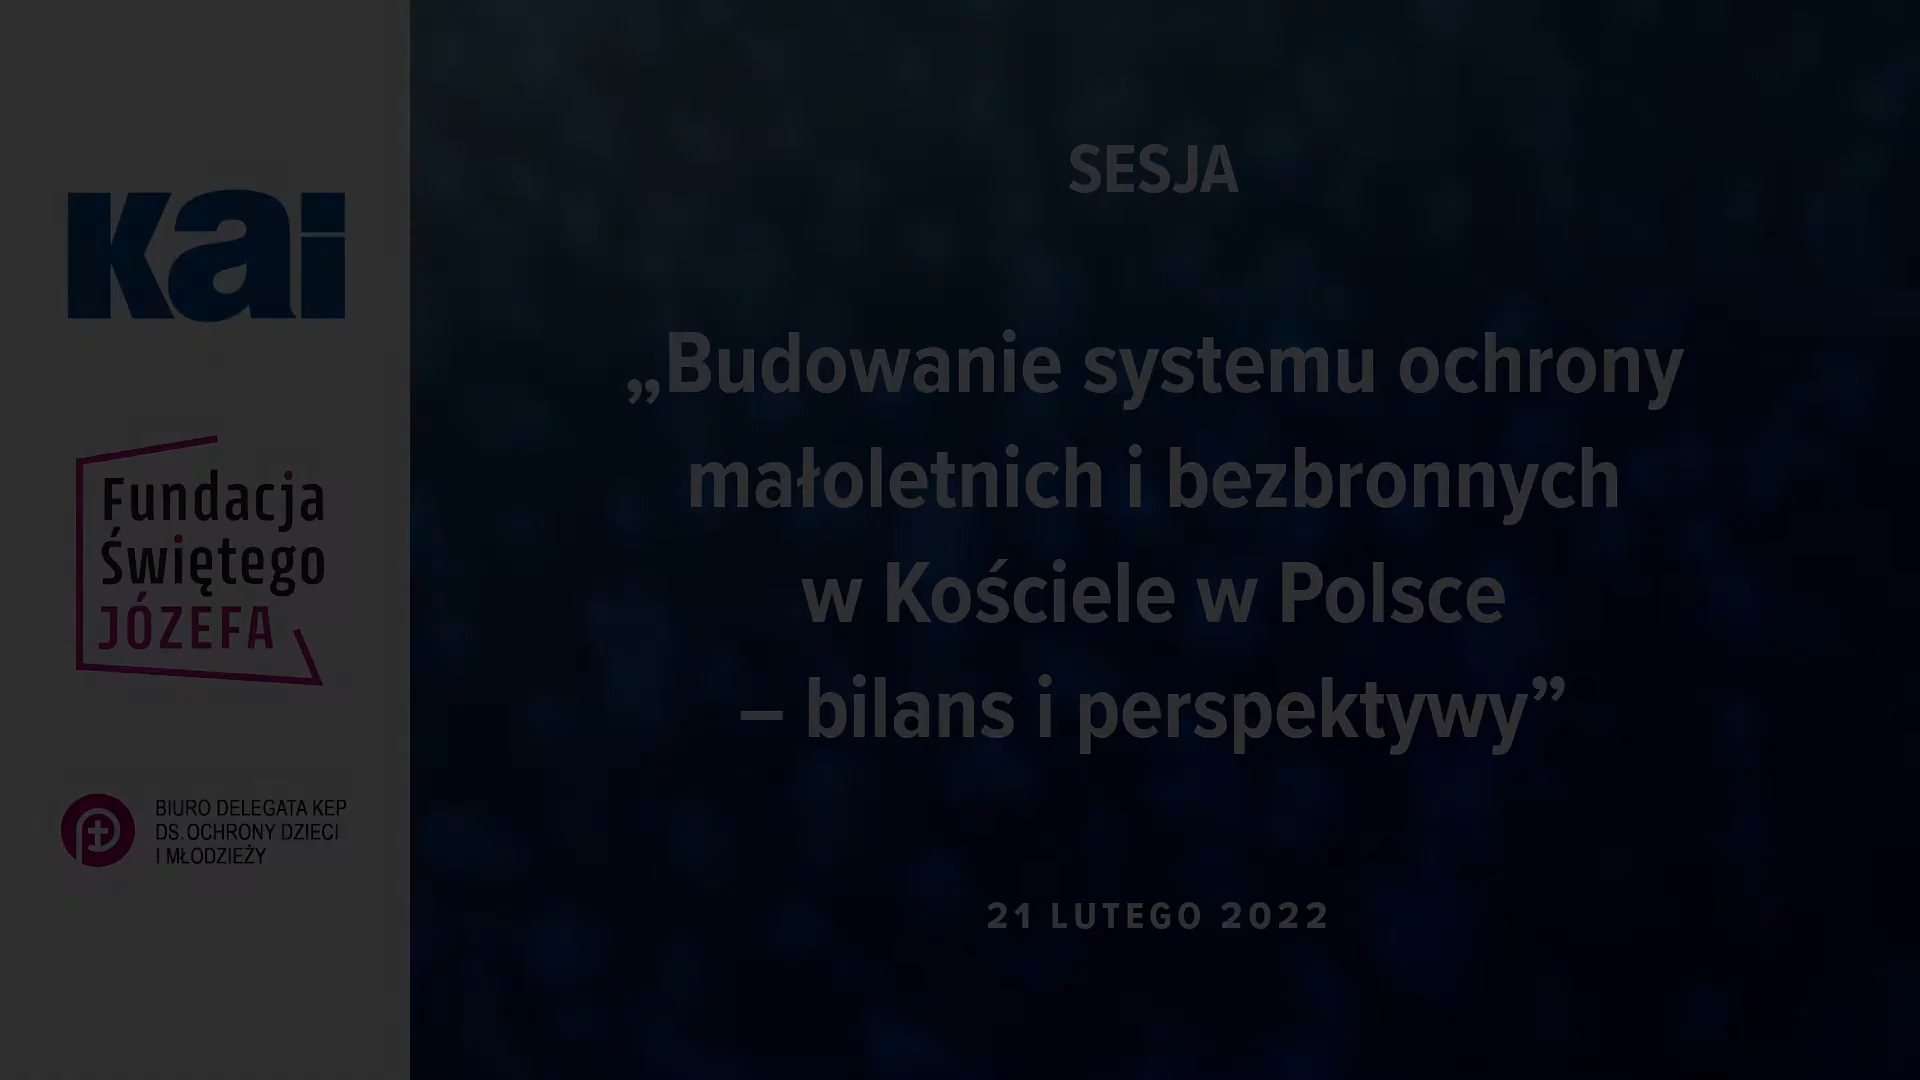 kai
Fundacja
Świętego
JÓZEFA
BIURO DELEGATA KEP
DS. OCHRONY DZIECI
I MŁODZIEŻY
SESJA
„Budowanie systemu ochrony
małoletnich i bezbronnych
w Kościele w Polsce
– bilans i perspektywy”
21 LUTEGO 2022